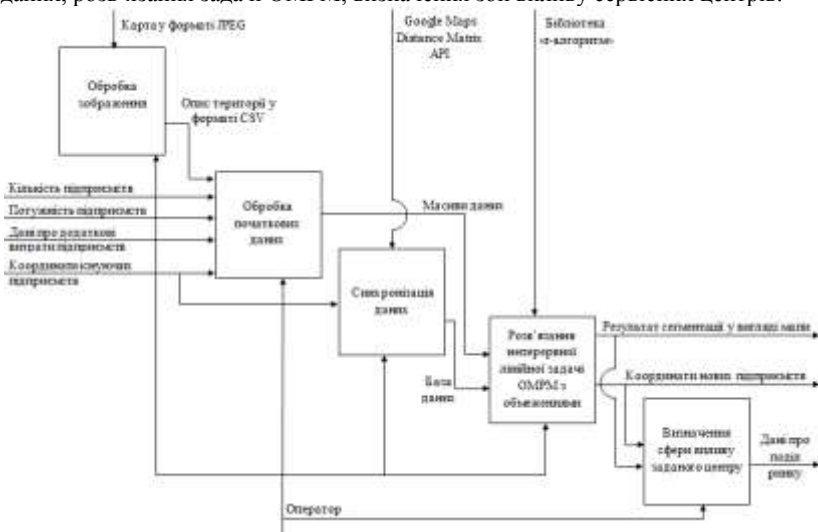 дання, розв'язання задачі ОМРМ, визначення зон впливу сервісних центрів.
Карта у форматі JPEG
Google Maps
Distance Matrix
API
Бібліотека
«r-алгоритм»
Обробка
зображення
Опис території у
форматі CSV
Кількість підприємств
Потужність підприємств
Дані про додаткові
витрати підприємств
Координати існуючих
підприємств
Обробка
початкових
даних
Масиви даних
Синхронізація
даних
База
даних
Розв'язання
неперервної
лінійної задачі
ОМРМ з
обмеженнями
Результат сегментації у вигляді мапи
Координати нових підприємств
Визначення
сфери впливу
заданого центру
Дані про
поділ
ринку
Оператор